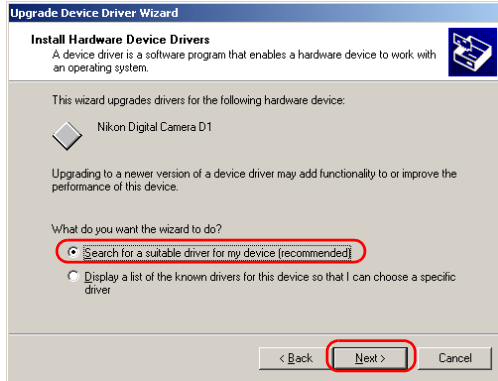 Upgrade Device Driver Wizard
Install Hardware Device Drivers
A device driver is a software program that enables a hardware device to work with
an operating system.
This wizard upgrades drivers for the following hardware device:
Nikon Digital Camera D1
Upgrading to a newer version of a device driver may add functionality to or improve the
performance of this device.
What do you want the wizard to do?
Search for a suitable driver for my device (recommended)
Display a list of the known drivers for this device so that I can choose a specific
driver
< Back Next > Cancel